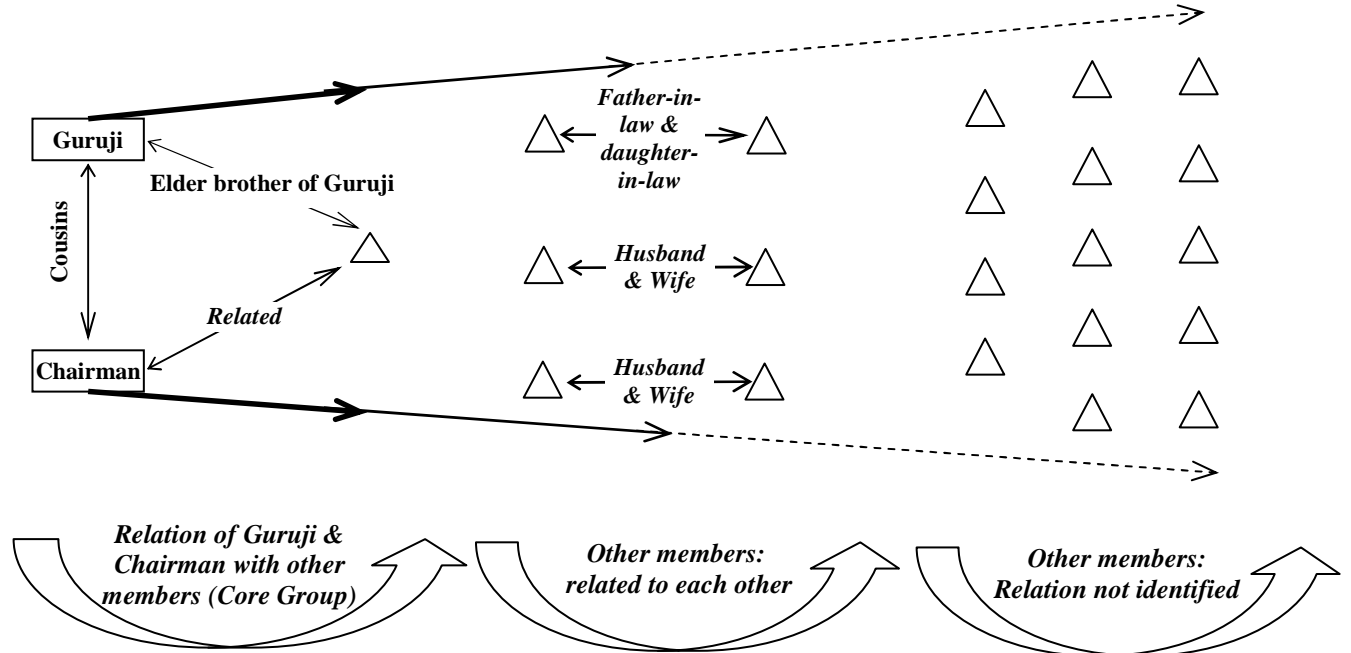 Guruji
Elder brother of Guruji
Cousins
Related
Chairman
Father-in-
law &
daughter-
in-law
Husband
& Wife
Husband
& Wife
Relation of Guruji &
Chairman with other
members (Core Group)
Other members:
related to each other
Other members:
Relation not identified